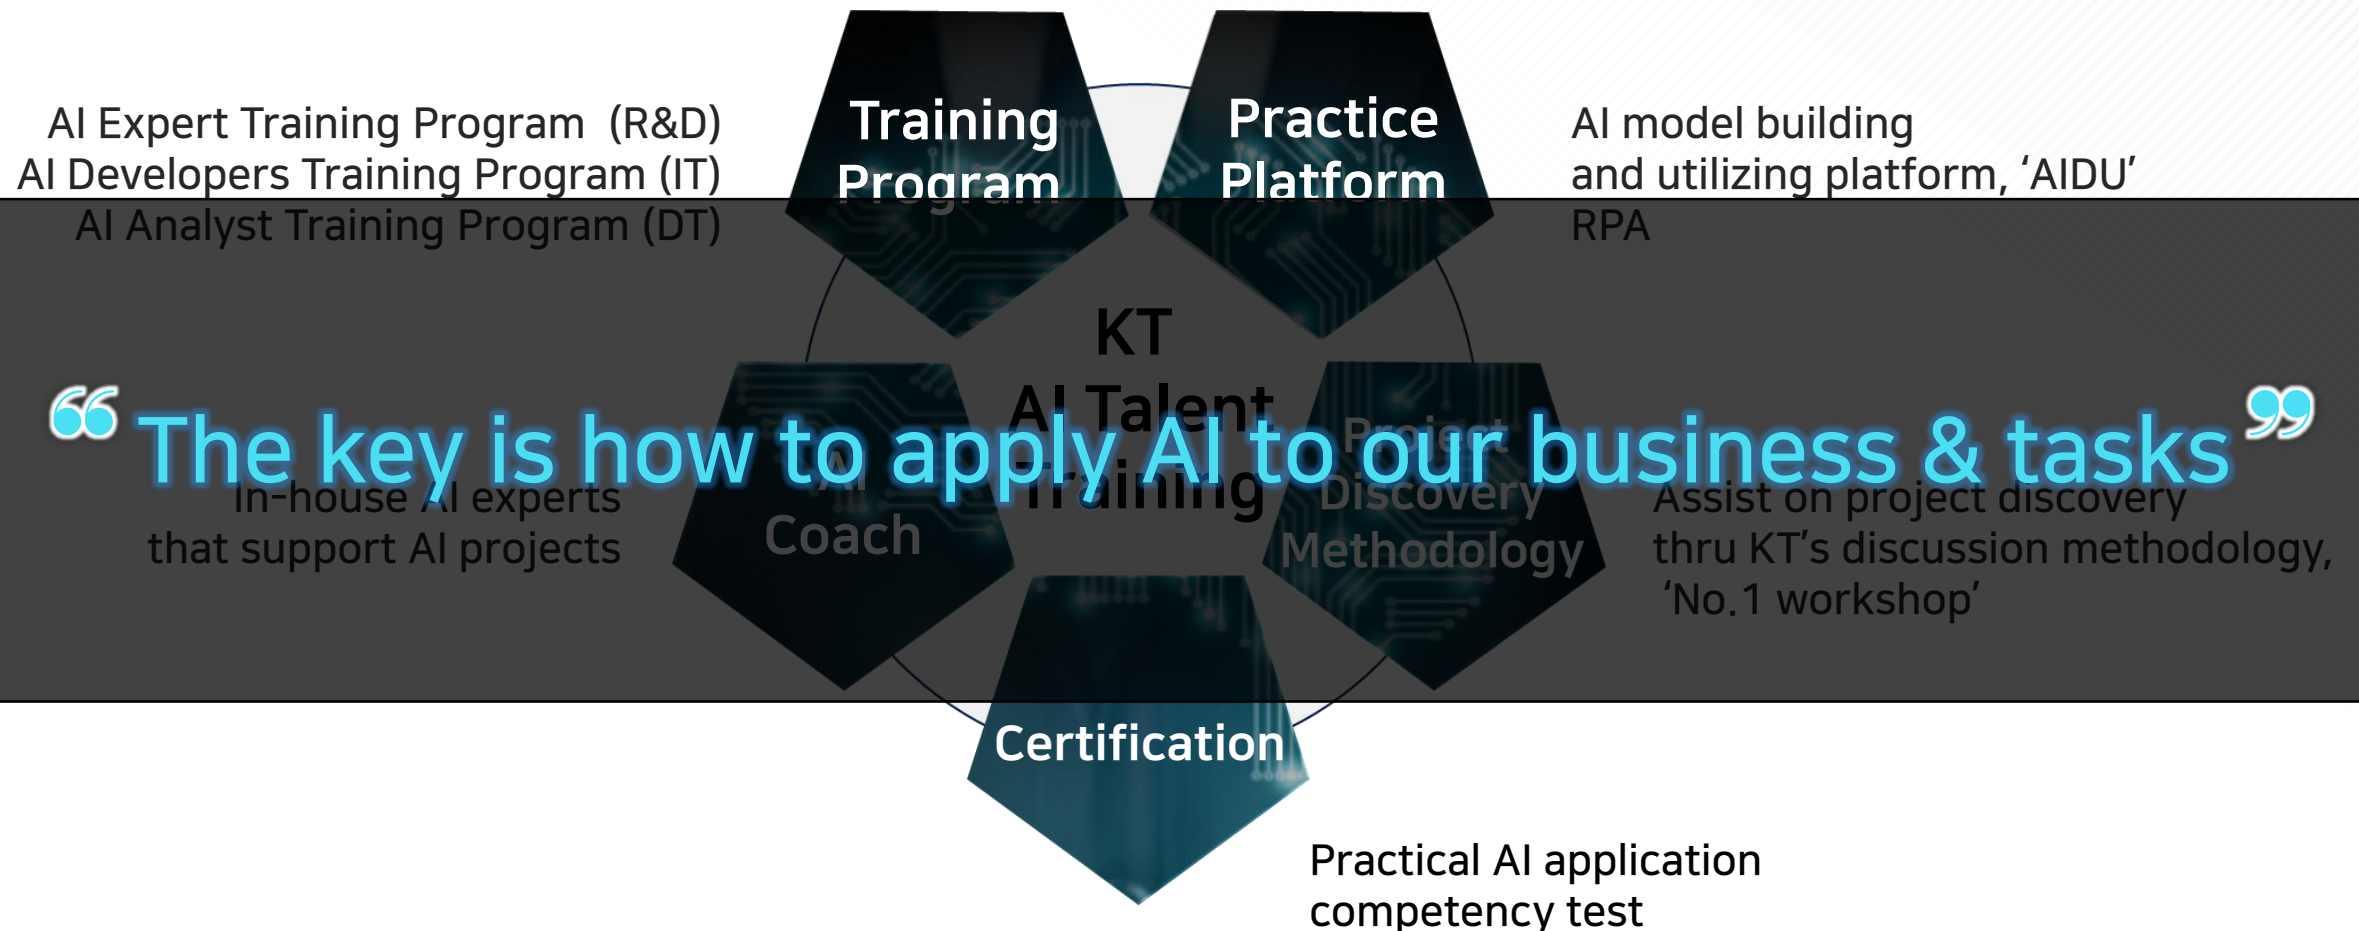 AI Expert Training Program (R&D)
AI Developers Training Program (IT)
AI Analyst Training Program (DT)
Training
Program
Practice
Platform
AI model building
and utilizing platform, ‘AIDU’
RPA
KT
AI Talent
Training
“ The key is how to apply AI to our business & tasks ”
In-house AI experts
that support AI projects
AI
Coach
Project
Discovery
Methodology
Assist on project discovery
thru KT’s discussion methodology,
‘No.1 workshop’
Certification
Practical AI application
competency test